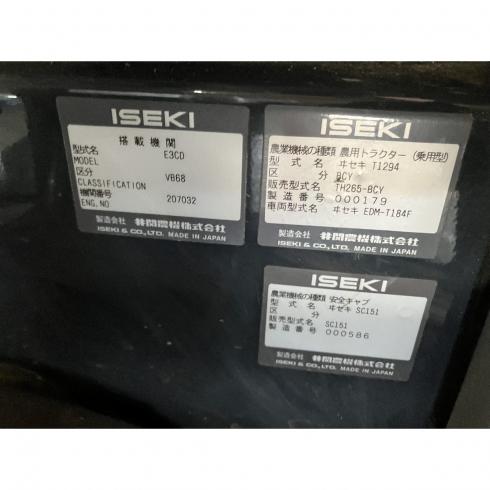 ISEKI
搭載機関
型式名 E3CD
MODEL
区分 VB68
CLASSIFICATION
機関番号 207032
ENG.NO
製造会社 井関農機株式会社
ISEKI & CO., LTD. MADE IN JAPAN
ISEKI
農業機械の種類 農用トラクター (乗用型)
型式名 ヰセキ T1294
区分 BCY
販売型式名 TH265-BCY
製造番号 000179
車両型式名 ヰセキ EDM-T184F
製造会社 井関農機株式会社
ISEKI & CO., LTD. MADE IN JAPAN
ISEKI
農業機械の種類 安全キャブ
型式名 ヰセキ SC151
区分
販売型式名 SC151
製造番号 000586
製造会社 井関農機株式会社
ISEKI & CO., LTD. MADE IN JAPAN